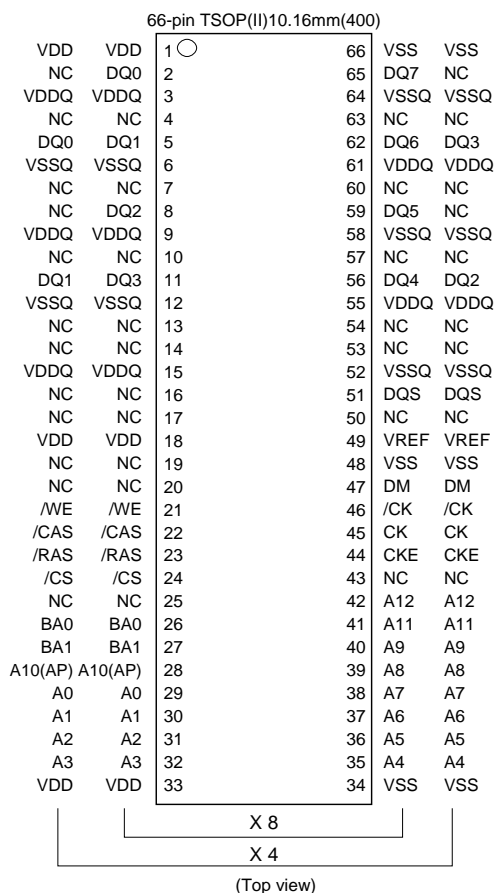 66-pin TSOP(II)10.16mm(400)
VDD VDD 1 66 VSS VSS
NC DQ0 2 65 DQ7 NC
VDDQ VDDQ 3 64 VSSQ VSSQ
NC NC 4 63 NC NC
DQ0 DQ1 5 62 DQ6 DQ3
VSSQ VSSQ 6 61 VDDQ VDDQ
NC NC 7 60 NC NC
NC DQ2 8 59 DQ5 NC
VDDQ VDDQ 9 58 VSSQ VSSQ
NC NC 10 57 NC NC
DQ1 DQ3 11 56 DQ4 DQ2
VSSQ VSSQ 12 55 VDDQ VDDQ
NC NC 13 54 NC NC
NC NC 14 53 NC NC
VDDQ VDDQ 15 52 VSSQ VSSQ
NC NC 16 51 DQS DQS
NC NC 17 50 NC NC
VDD VDD 18 49 VREF VREF
NC NC 19 48 VSS VSS
NC NC 20 47 DM DM
/WE /WE 21 46 /CK /CK
/CAS /CAS 22 45 CK CK
/RAS /RAS 23 44 CKE CKE
/CS /CS 24 43 NC NC
NC NC 25 42 A12 A12
BA0 BA0 26 41 A11 A11
BA1 BA1 27 40 A9 A9
A10(AP) A10(AP) 28 39 A8 A8
A0 A0 29 38 A7 A7
A1 A1 30 37 A6 A6
A2 A2 31 36 A5 A5
A3 A3 32 35 A4 A4
VDD VDD 33 34 VSS VSS
X 8
X 4
(Top view)